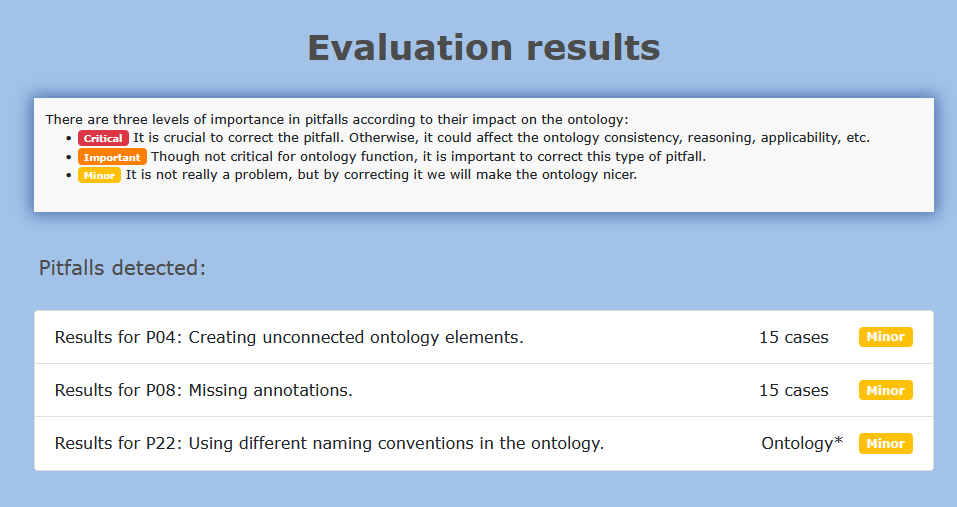 Evaluation results
There are three levels of importance in pitfalls according to their impact on the ontology:
• Critical It is crucial to correct the pitfall. Otherwise, it could affect the ontology consistency, reasoning, applicability, etc.
• Important Though not critical for ontology function, it is important to correct this type of pitfall.
• Minor It is not really a problem, but by correcting it we will make the ontology nicer.
Pitfalls detected:
Results for P04: Creating unconnected ontology elements. 15 cases Minor
Results for P08: Missing annotations. 15 cases Minor
Results for P22: Using different naming conventions in the ontology. Ontology* Minor